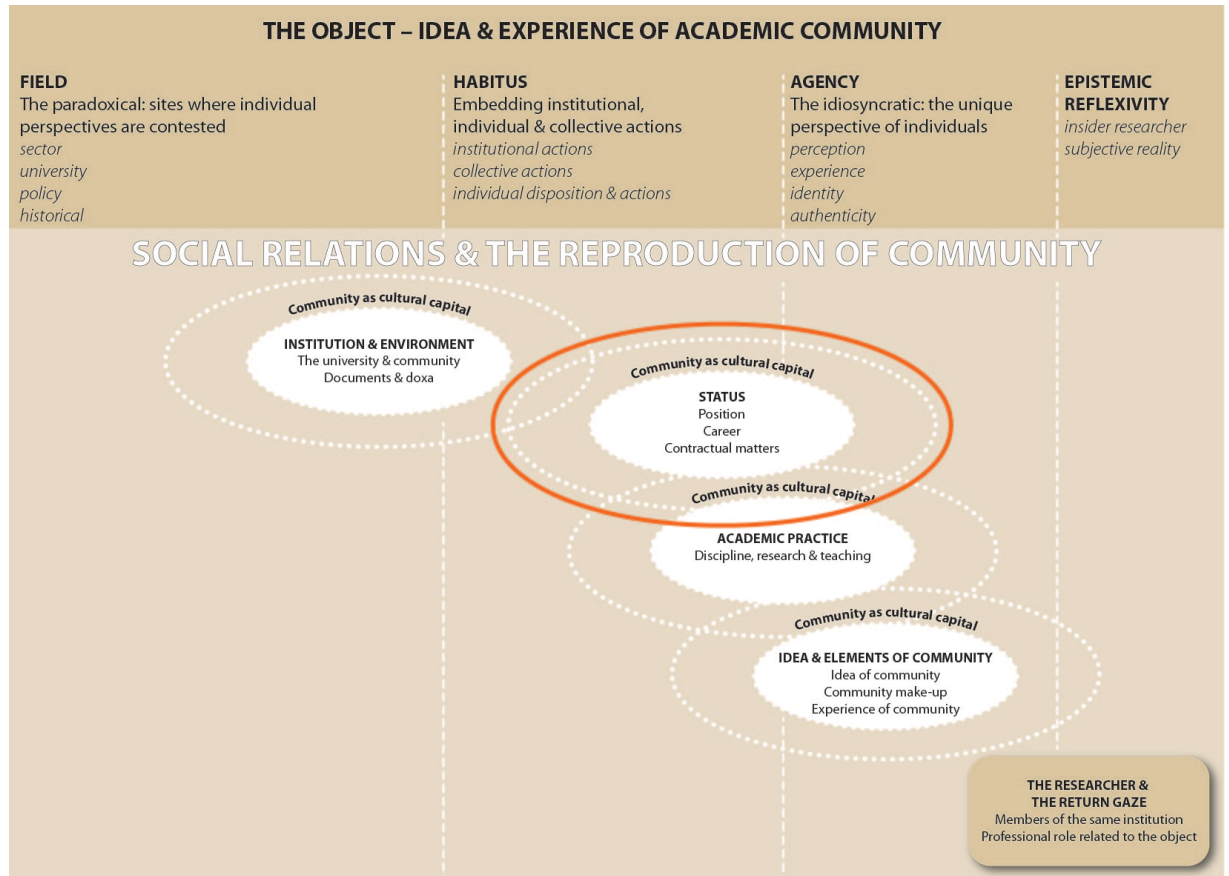 THE OBJECT – IDEA & EXPERIENCE OF ACADEMIC COMMUNITY
FIELD
The paradoxical: sites where individual
perspectives are contested
sector
university
policy
historical
HABITUS
Embedding institutional,
individual & collective actions
institutional actions
collective actions
individual disposition & actions
AGENCY
The idiosyncratic: the unique
perspective of individuals
perception
experience
identity
authenticity
EPISTEMIC
REFLEXIVITY
insider researcher
subjective reality
SOCIAL RELATIONS & THE REPRODUCTION OF COMMUNITY
Community as cultural capital
INSTITUTION & ENVIRONMENT
The university & community
Documents & doxa
Community as cultural capital
STATUS
Position
Career
Contractual matters
Community as cultural capital
ACADEMIC PRACTICE
Discipline, research & teaching
Community as cultural capital
IDEA & ELEMENTS OF COMMUNITY
Idea of community
Community make-up
Experience of community
THE RESEARCHER &
THE RETURN GAZE
Members of the same institution
Professional role related to the object